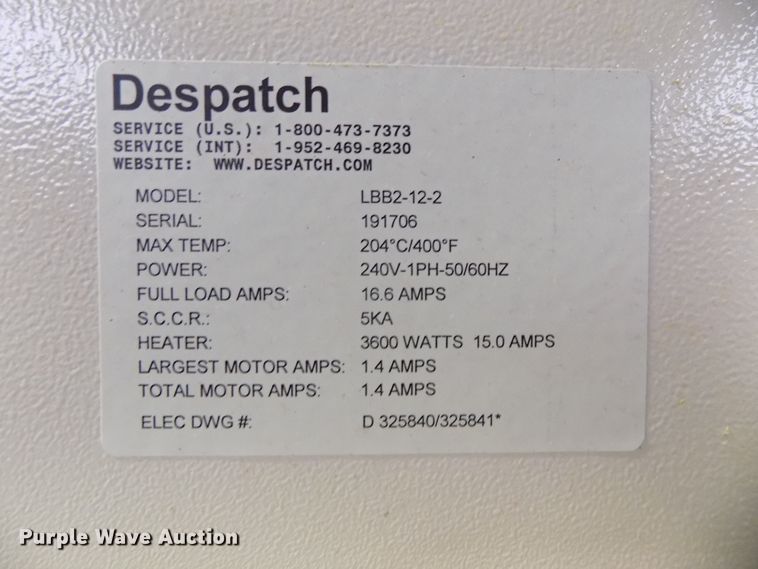 Despatch
SERVICE (U.S.): 1-800-473-7373
SERVICE (INT): 1-952-469-8230
WEBSITE: WWW.DESPATCH.COM
MODEL: LBB2-12-2
SERIAL: 191706
MAX TEMP: 204°C/400°F
POWER: 240V-1PH-50/60HZ
FULL LOAD AMPS: 16.6 AMPS
S.C.C.R.: 5KA
HEATER: 3600 WATTS 15.0 AMPS
LARGEST MOTOR AMPS: 1.4 AMPS
TOTAL MOTOR AMPS: 1.4 AMPS
ELEC DWG #: D 325840/325841*
Purple Wave Auction